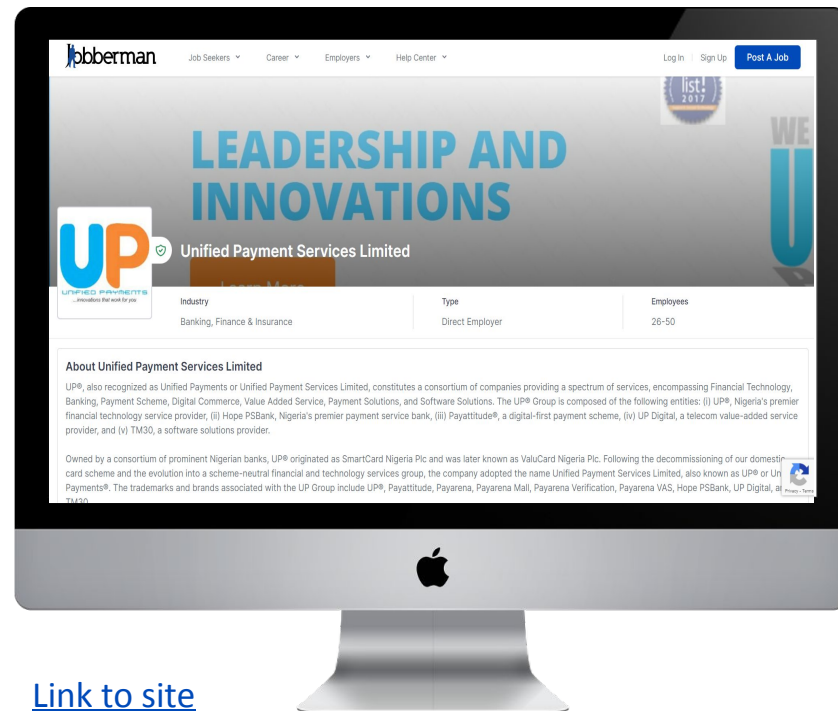 Jobberman
Job Seekers
Career
Employers
Help Center
Log In
Sign Up
Post A Job
list!
2017
WE
U
LEADERSHIP AND
INNOVATIONS
UP
UNIFIED PAYMENTS
...innovations that work for you
Unified Payment Services Limited
Learn More
Industry
Type
Employees
Banking, Finance & Insurance
Direct Employer
26-50
About Unified Payment Services Limited
UP®, also recognized as Unified Payments or Unified Payment Services Limited, constitutes a consortium of companies providing a spectrum of services, encompassing Financial Technology,
Banking, Payment Scheme, Digital Commerce, Value Added Service, Payment Solutions, and Software Solutions. The UP® Group is composed of the following entities: (i) UP®, Nigeria's premier
financial technology service provider, (ii) Hope PSBank, Nigeria's premier payment service bank, (iii) Payattitude®, a digital-first payment scheme, (iv) UP Digital, a telecom value-added service
provider, and (v) TM30, a software solutions provider.
Owned by a consortium of prominent Nigerian banks, UP® originated as SmartCard Nigeria Plc and was later known as ValuCard Nigeria Plc. Following the decommissioning of our domestic
card scheme and the evolution into a scheme-neutral financial and technology services group, the company adopted the name Unified Payment Services Limited, also known as UP® or Un
Payments®. The trademarks and brands associated with the UP Group include UP®, Payattitude, Payarena, Payarena Mall, Payarena Verification, Payarena VAS, Hope PSBank, UP Digital, an
TM30
Privacy - Terms
Link to site